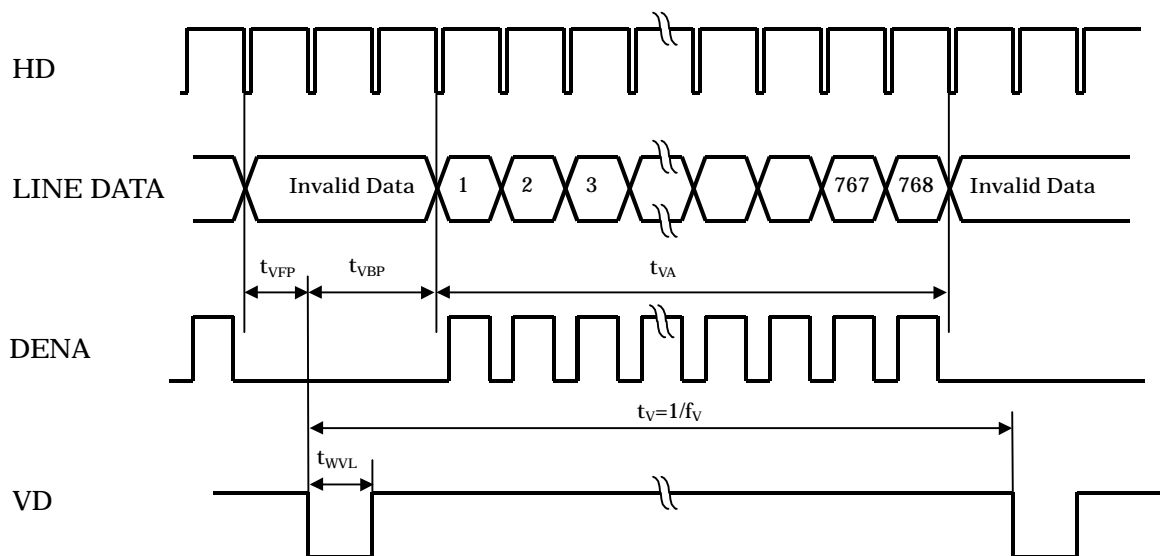 HD
LINE DATA
Invalid Data
1
2
3
767
768
Invalid Data
tVFP
tVBP
tVA
DENA
tV=1/fV
tWVL
VD